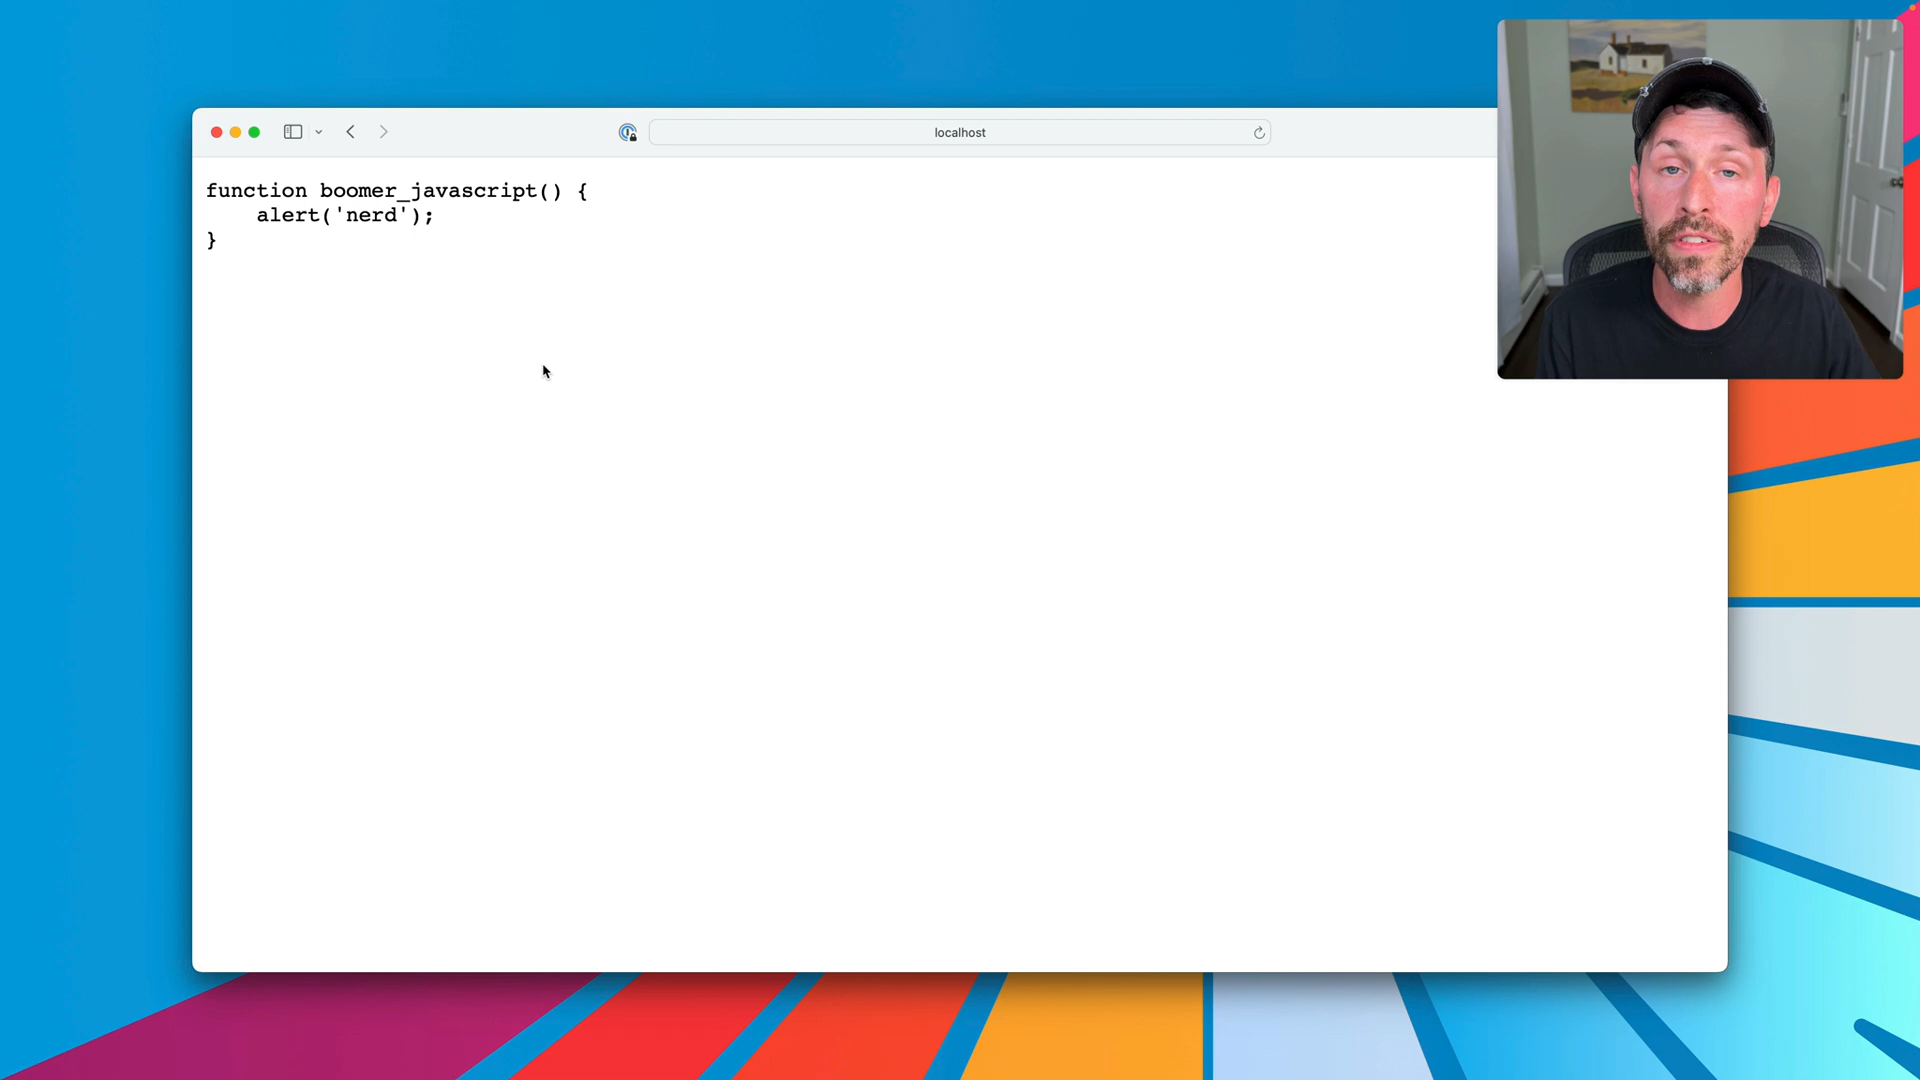 localhost
function boomer_javascript() {
    alert('nerd');
}